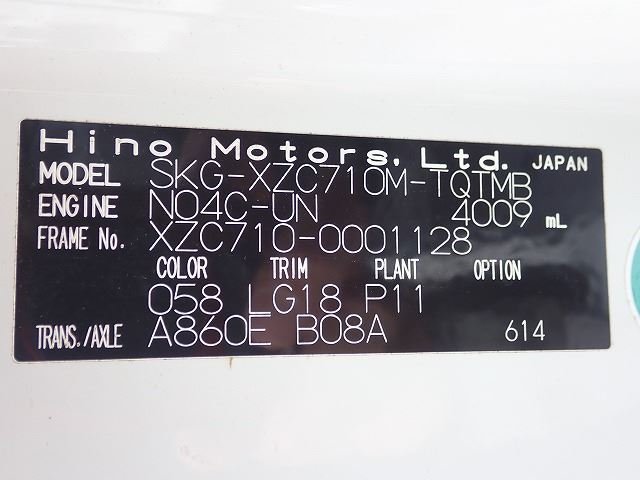 Hino Motors, Ltd. JAPAN
MODEL SKG-XZC710M-TQTMB
ENGINE N04C-UN 4009 mL
FRAME No. XZC710-0001128
COLOR TRIM PLANT OPTION
058 LG18 P11
TRANS./AXLE A860E B08A 614